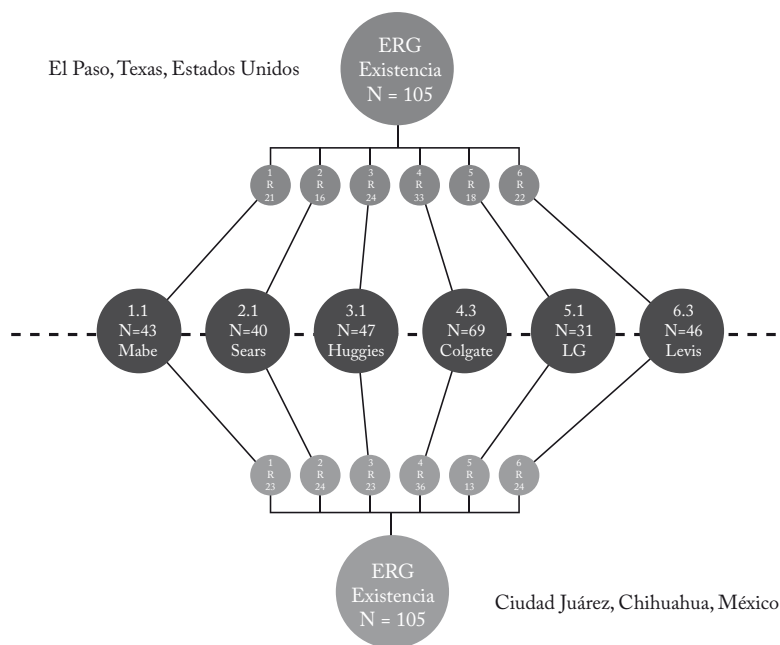 El Paso, Texas, Estados Unidos
ERG
Existencia
N = 105
1
R
21
2
R
16
3
R
24
4
R
33
5
R
18
6
R
22
1.1
N=43
Mabe
2.1
N=40
Sears
3.1
N=47
Huggies
4.3
N=69
Colgate
5.1
N=31
LG
6.3
N=46
Levis
1
R
23
2
R
24
3
R
23
4
R
36
5
R
13
6
R
24
ERG
Existencia
N = 105
Ciudad Juárez, Chihuahua, México